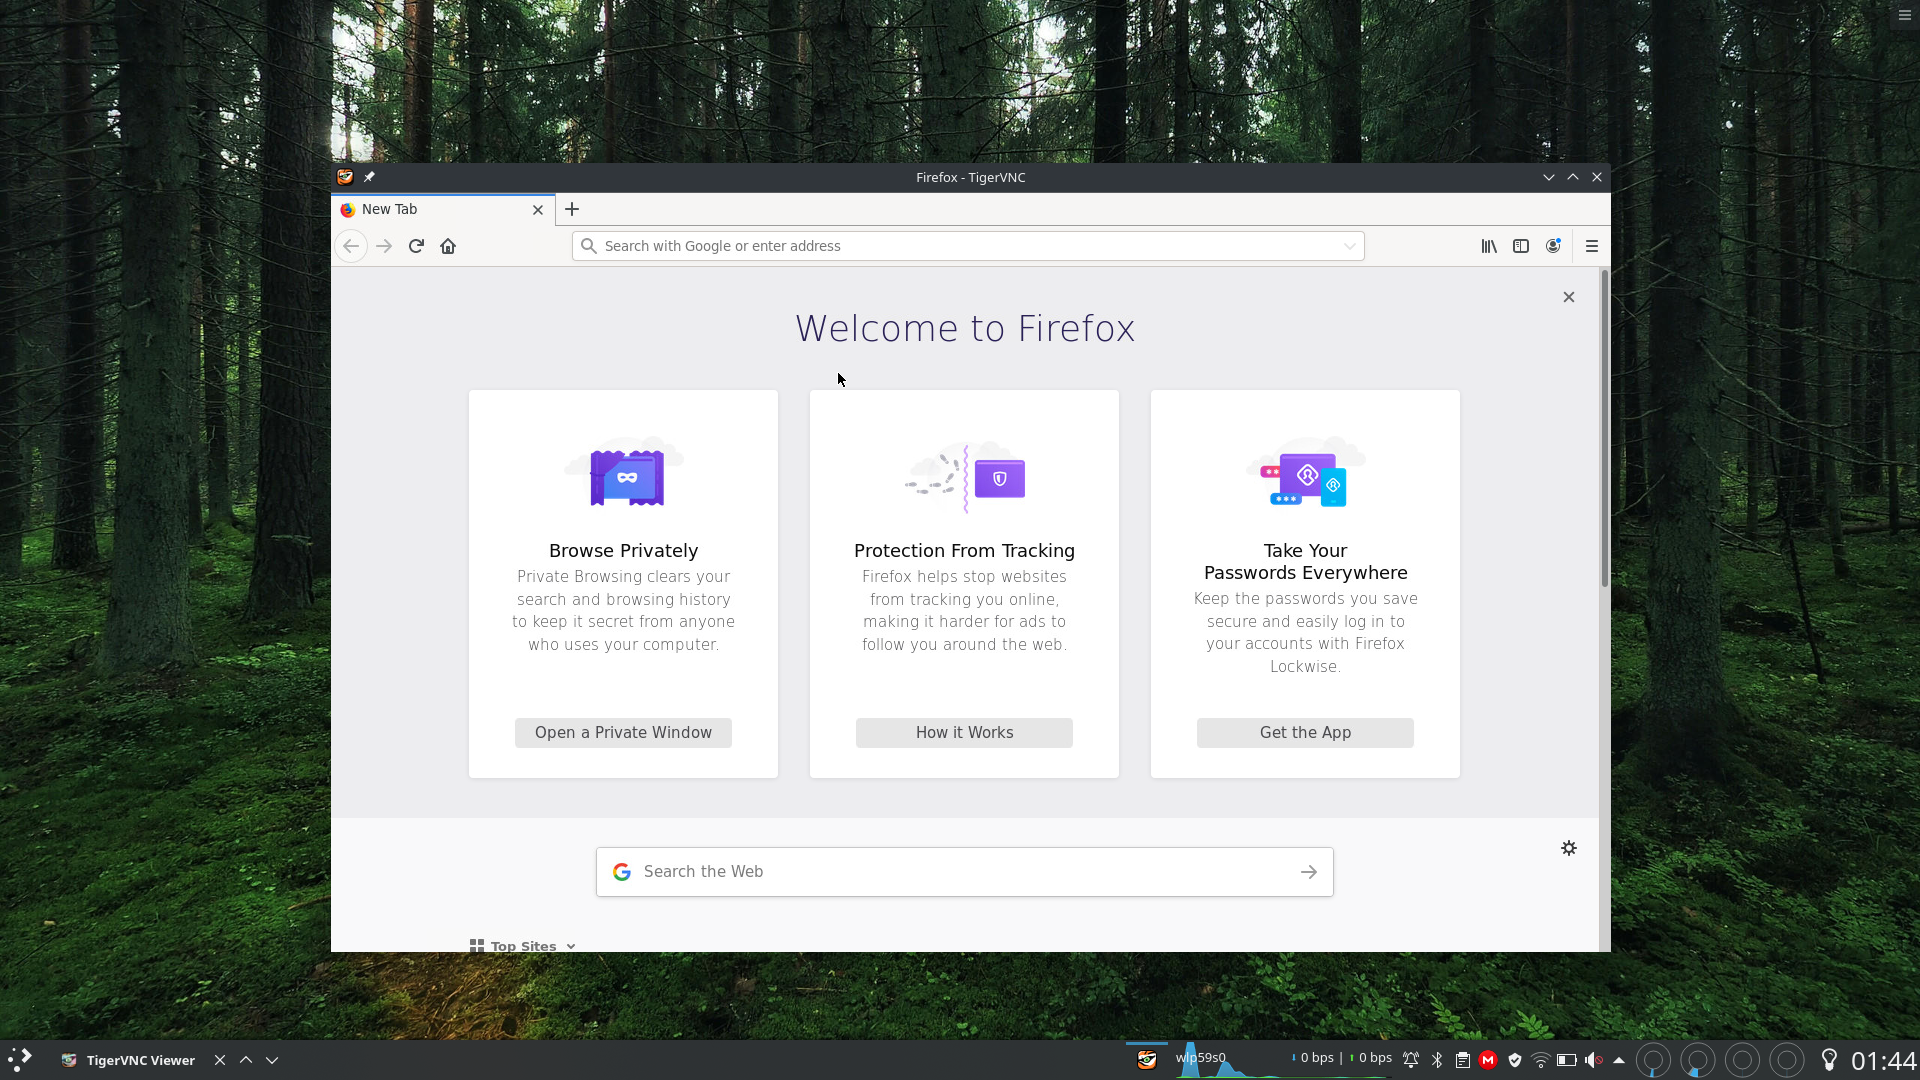 Firefox - TigerVNC
New Tab
Search with Google or enter address
Welcome to Firefox
Browse Privately
Private Browsing clears your
search and browsing history
to keep it secret from anyone
who uses your computer.
Open a Private Window
Protection From Tracking
Firefox helps stop websites
from tracking you online,
making it harder for ads to
follow you around the web.
How it Works
Take Your
Passwords Everywhere
Keep the passwords you save
secure and easily log in to
your accounts with Firefox
Lockwise.
Get the App
Search the Web
Top Sites
TigerVNC Viewer
wlp59s0
0 bps | 0 bps
01:44